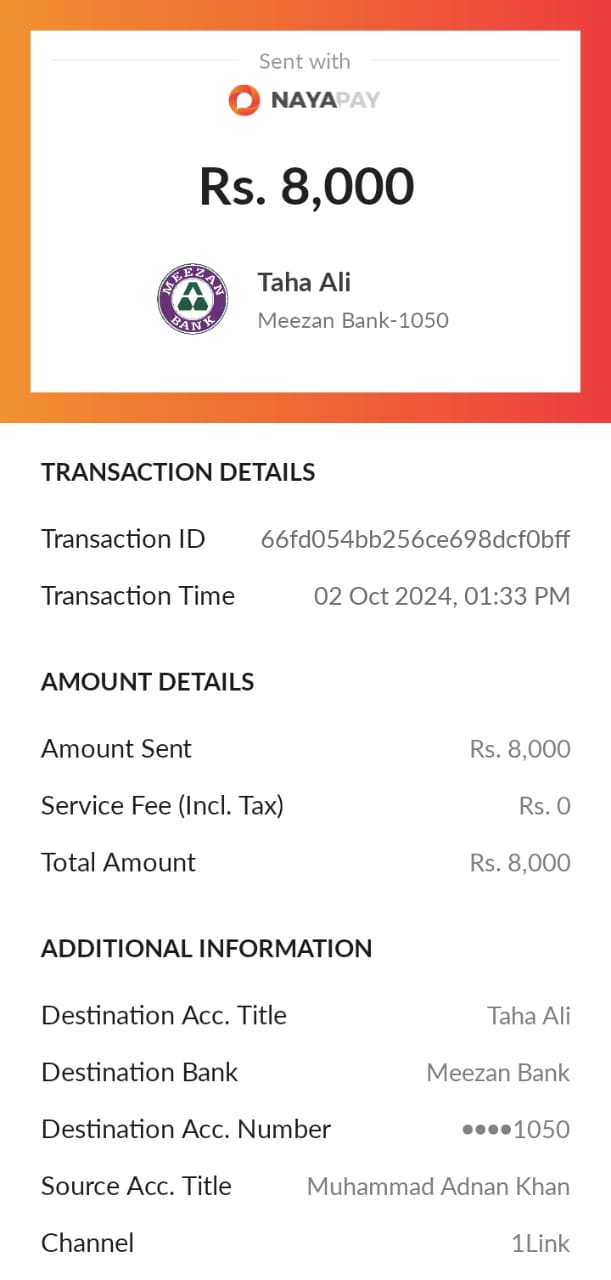 Sent with
NAYAPAY
Rs. 8,000
MEEZAN BANK
Taha Ali
Meezan Bank-1050
TRANSACTION DETAILS
Transaction ID 66fd054bb256ce698dcf0bff
Transaction Time 02 Oct 2024, 01:33 PM
AMOUNT DETAILS
Amount Sent Rs. 8,000
Service Fee (Incl. Tax) Rs. 0
Total Amount Rs. 8,000
ADDITIONAL INFORMATION
Destination Acc. Title Taha Ali
Destination Bank Meezan Bank
Destination Acc. Number ••••1050
Source Acc. Title Muhammad Adnan Khan
Channel 1Link